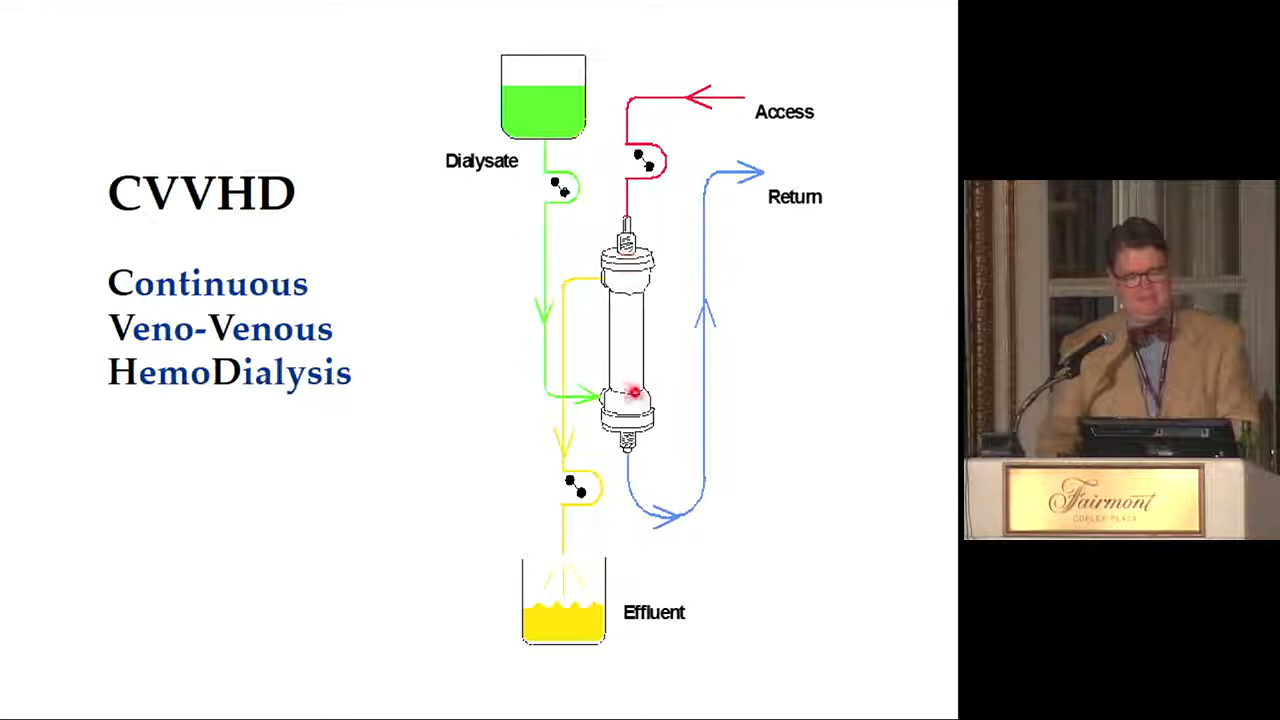 CVVHD
Continuous
Veno-Venous
HemoDialysis
Dialysate
Access
Return
Effluent
Fairmont
COPLEY PLAZA